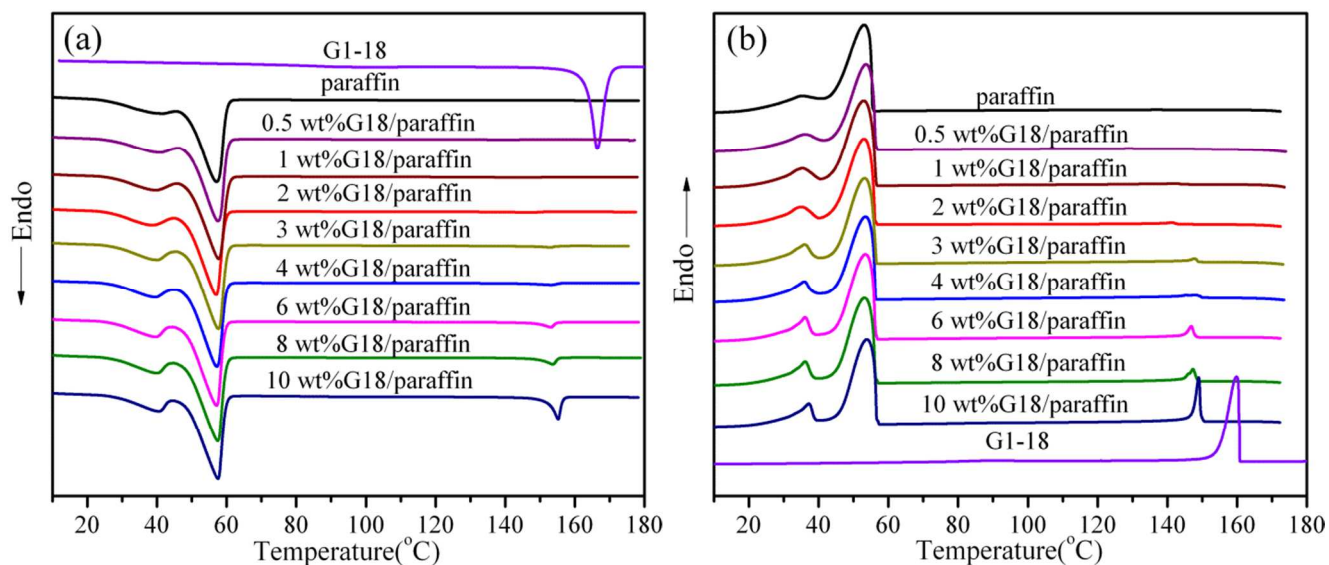 (a)
G1-18
paraffin
0.5 wt%G18/paraffin
1 wt%G18/paraffin
2 wt%G18/paraffin
3 wt%G18/paraffin
4 wt%G18/paraffin
6 wt%G18/paraffin
8 wt%G18/paraffin
10 wt%G18/paraffin
Endo
20 40 60 80 100 120 140 160 180
Temperature(°C)
(b)
paraffin
0.5 wt%G18/paraffin
1 wt%G18/paraffin
2 wt%G18/paraffin
3 wt%G18/paraffin
4 wt%G18/paraffin
6 wt%G18/paraffin
8 wt%G18/paraffin
10 wt%G18/paraffin
G1-18
Endo
20 40 60 80 100 120 140 160 180
Temperature(°C)